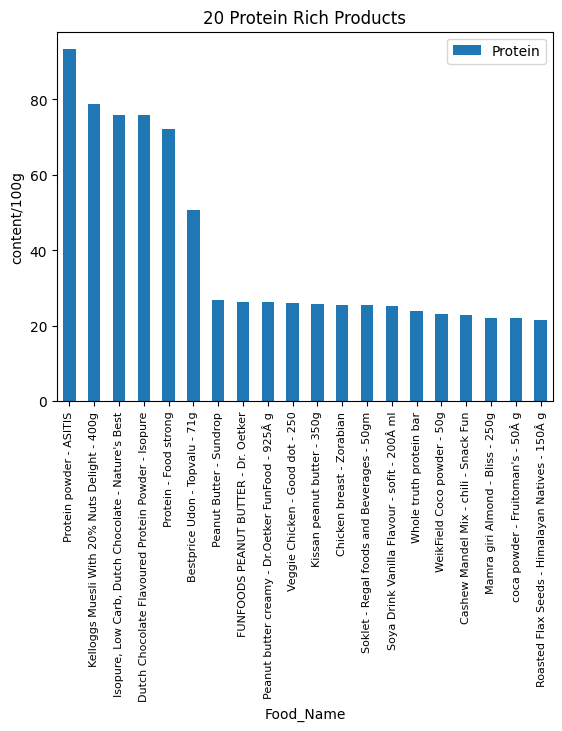 20 Protein Rich Products
Protein
content/100g
80
60
40
20
0
Protein powder - ASITIS
Kelloggs Muesli With 20% Nuts Delight - 400g
Isopure, Low Carb, Dutch Chocolate - Nature's Best
Dutch Chocolate Flavoured Protein Powder - Isopure
Protein - Food strong
Bestprice Udon - Topvalu - 71g
Peanut Butter - Sundrop
FUNFOODS PEANUT BUTTER - Dr. Oetker
Peanut butter creamy - Dr.Oetker FunFood - 925Â g
Veggie Chicken - Good dot - 250
Kissan peanut butter - 350g
Chicken breast - Zorabian
Soklet - Regal foods and Beverages - 50gm
Soya Drink Vanilla Flavour - sofit - 200Â ml
Whole truth protein bar
WeikField Coco powder - 50g
Cashew Mandel Mix - chili - Snack Fun
Mamra giri Almond - Bliss - 250g
coca powder - Fruitoman's - 50Â g
Roasted Flax Seeds - Himalayan Natives - 150Â g
Food_Name